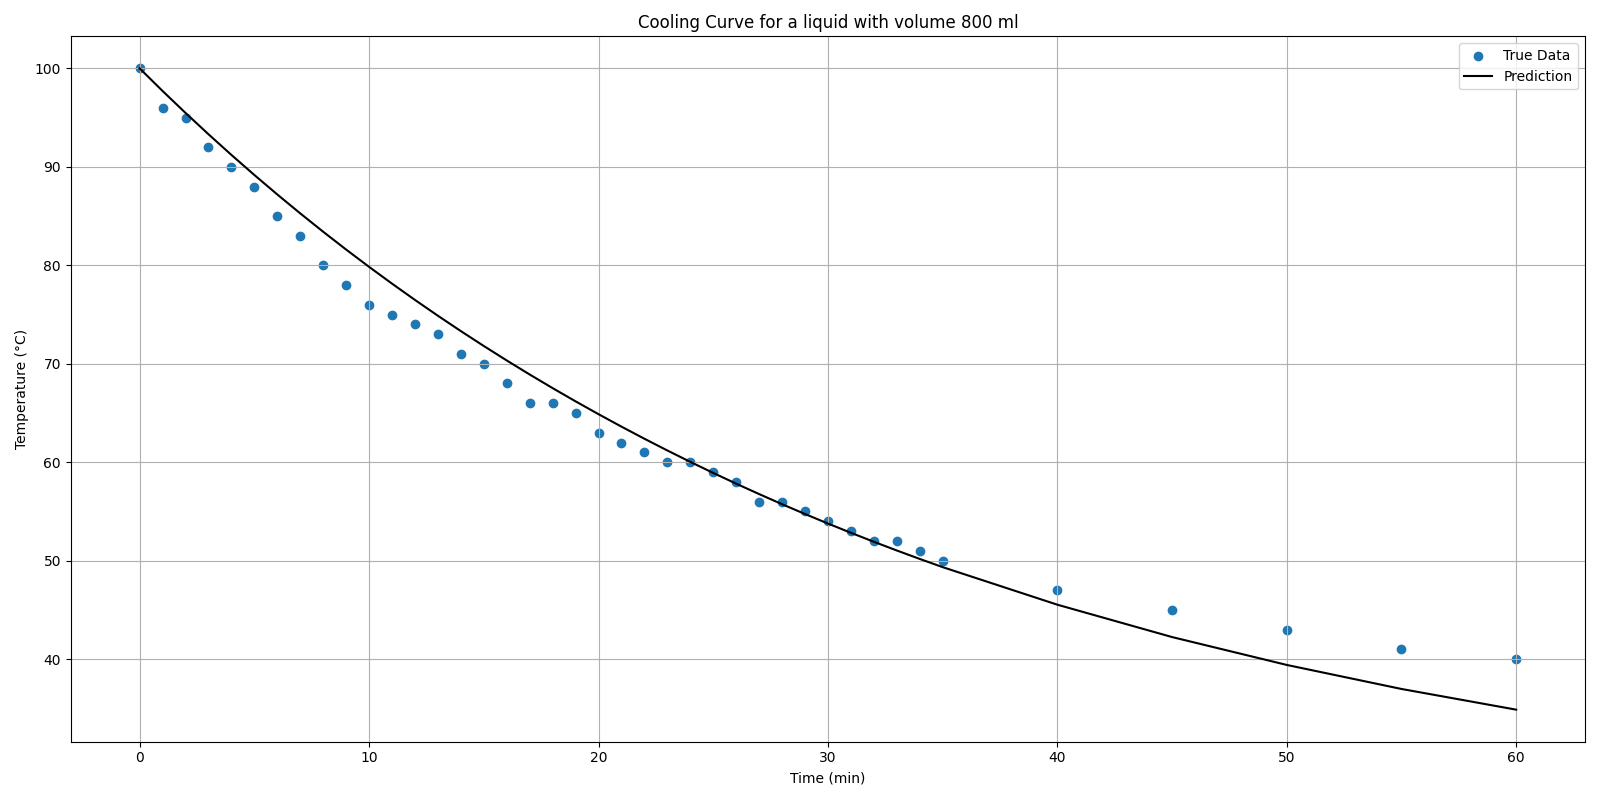 Cooling Curve for a liquid with volume 800 ml
True Data
Prediction
100
90
80
70
60
50
40
Temperature (°C)
0 10 20 30 40 50 60
Time (min)